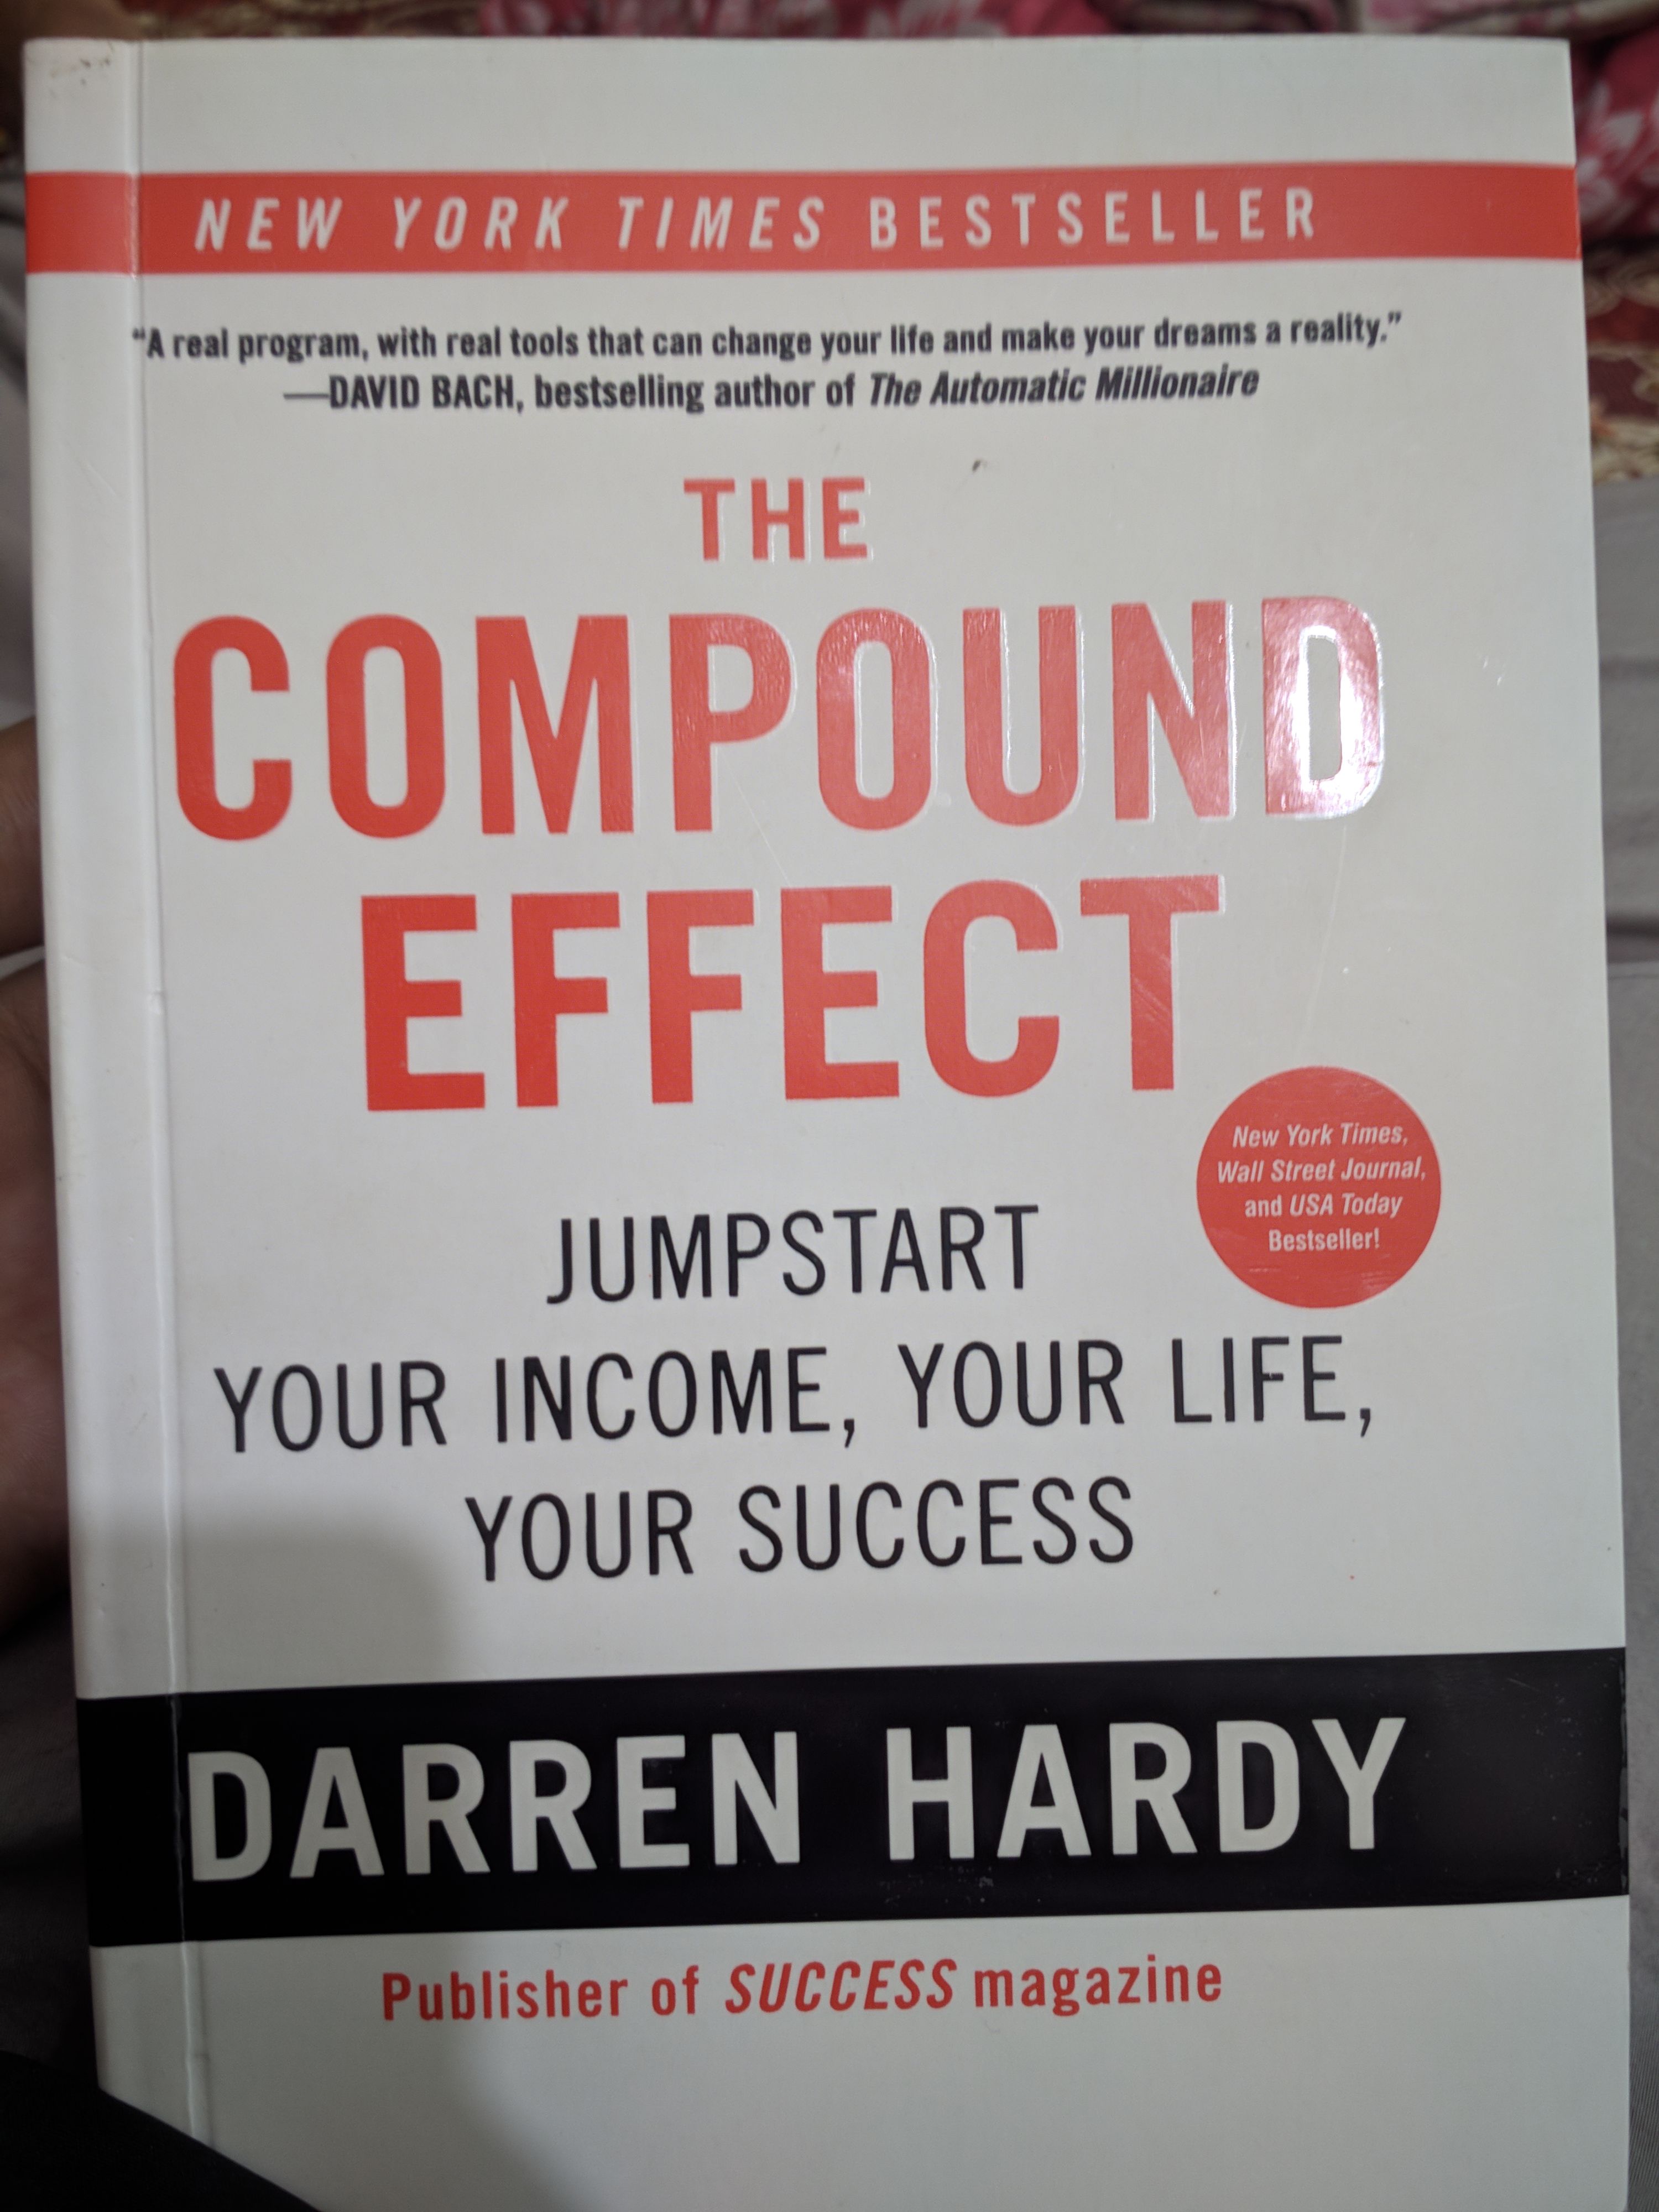 NEW YORK TIMES BESTSELLER
“A real program, with real tools that can change your life and make your dreams a reality.”
—DAVID BACH, bestselling author of The Automatic Millionaire
THE
COMPOUND
EFFECT
New York Times,
Wall Street Journal,
and USA Today
Bestseller!
JUMPSTART
YOUR INCOME, YOUR LIFE,
YOUR SUCCESS
DARREN HARDY
Publisher of SUCCESS magazine